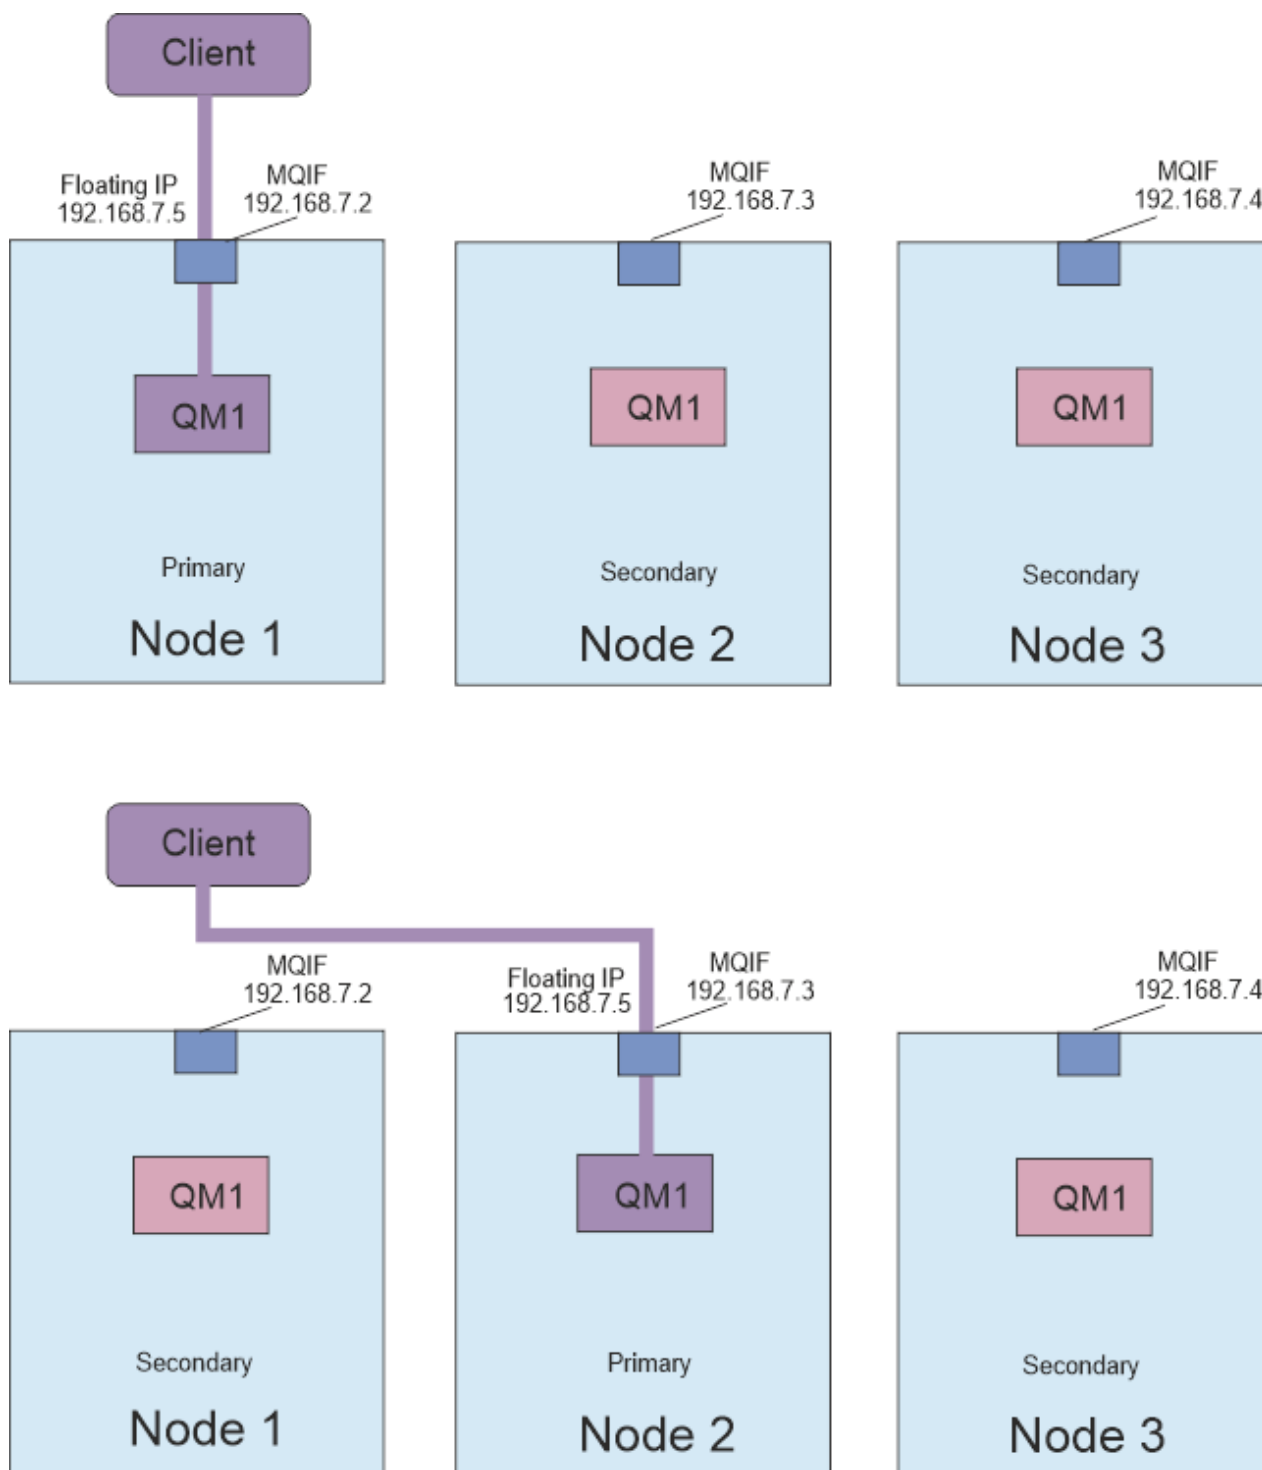 Client
Floating IP
192.168.7.5
MQIF
192.168.7.2
MQIF
192.168.7.3
MQIF
192.168.7.4
QM1
QM1
QM1
Primary
Secondary
Secondary
Node 1
Node 2
Node 3
Client
MQIF
192.168.7.2
Floating IP
192.168.7.5
MQIF
192.168.7.3
MQIF
192.168.7.4
QM1
QM1
QM1
Secondary
Primary
Secondary
Node 1
Node 2
Node 3